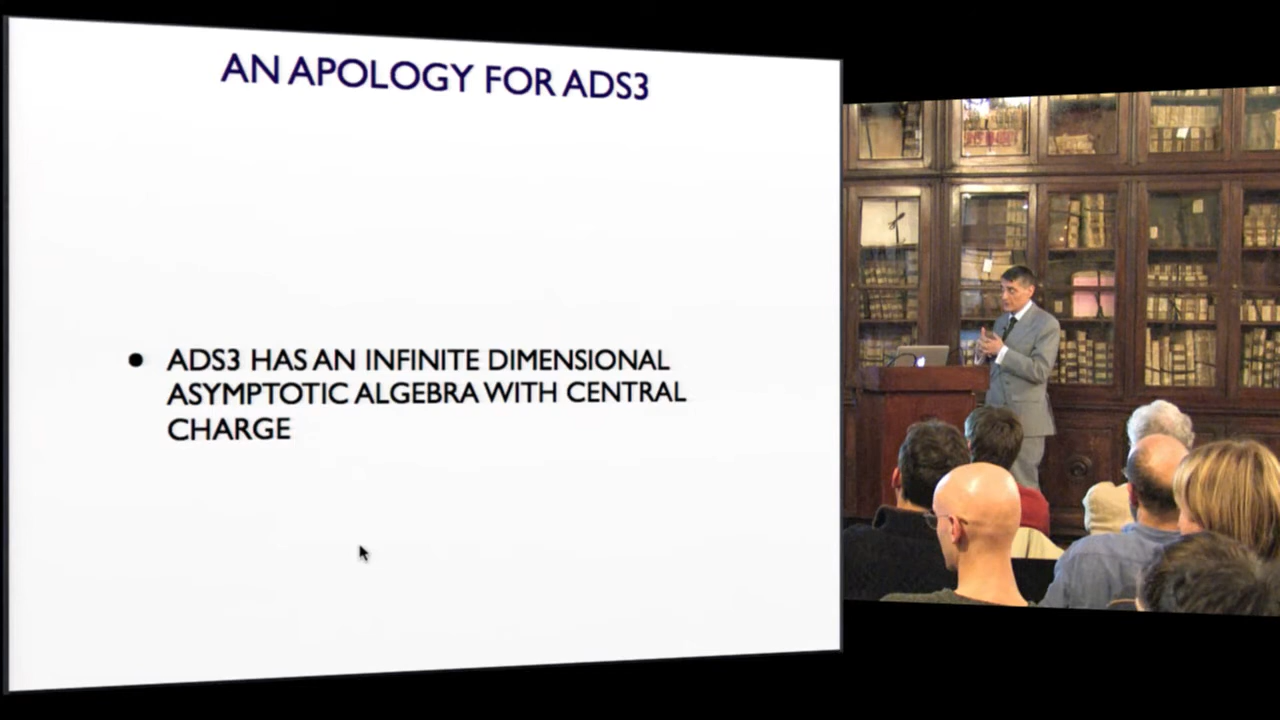 AN APOLOGY FOR ADS3
● ADS3 HAS AN INFINITE DIMENSIONAL
ASYMPTOTIC ALGEBRA WITH CENTRAL
CHARGE